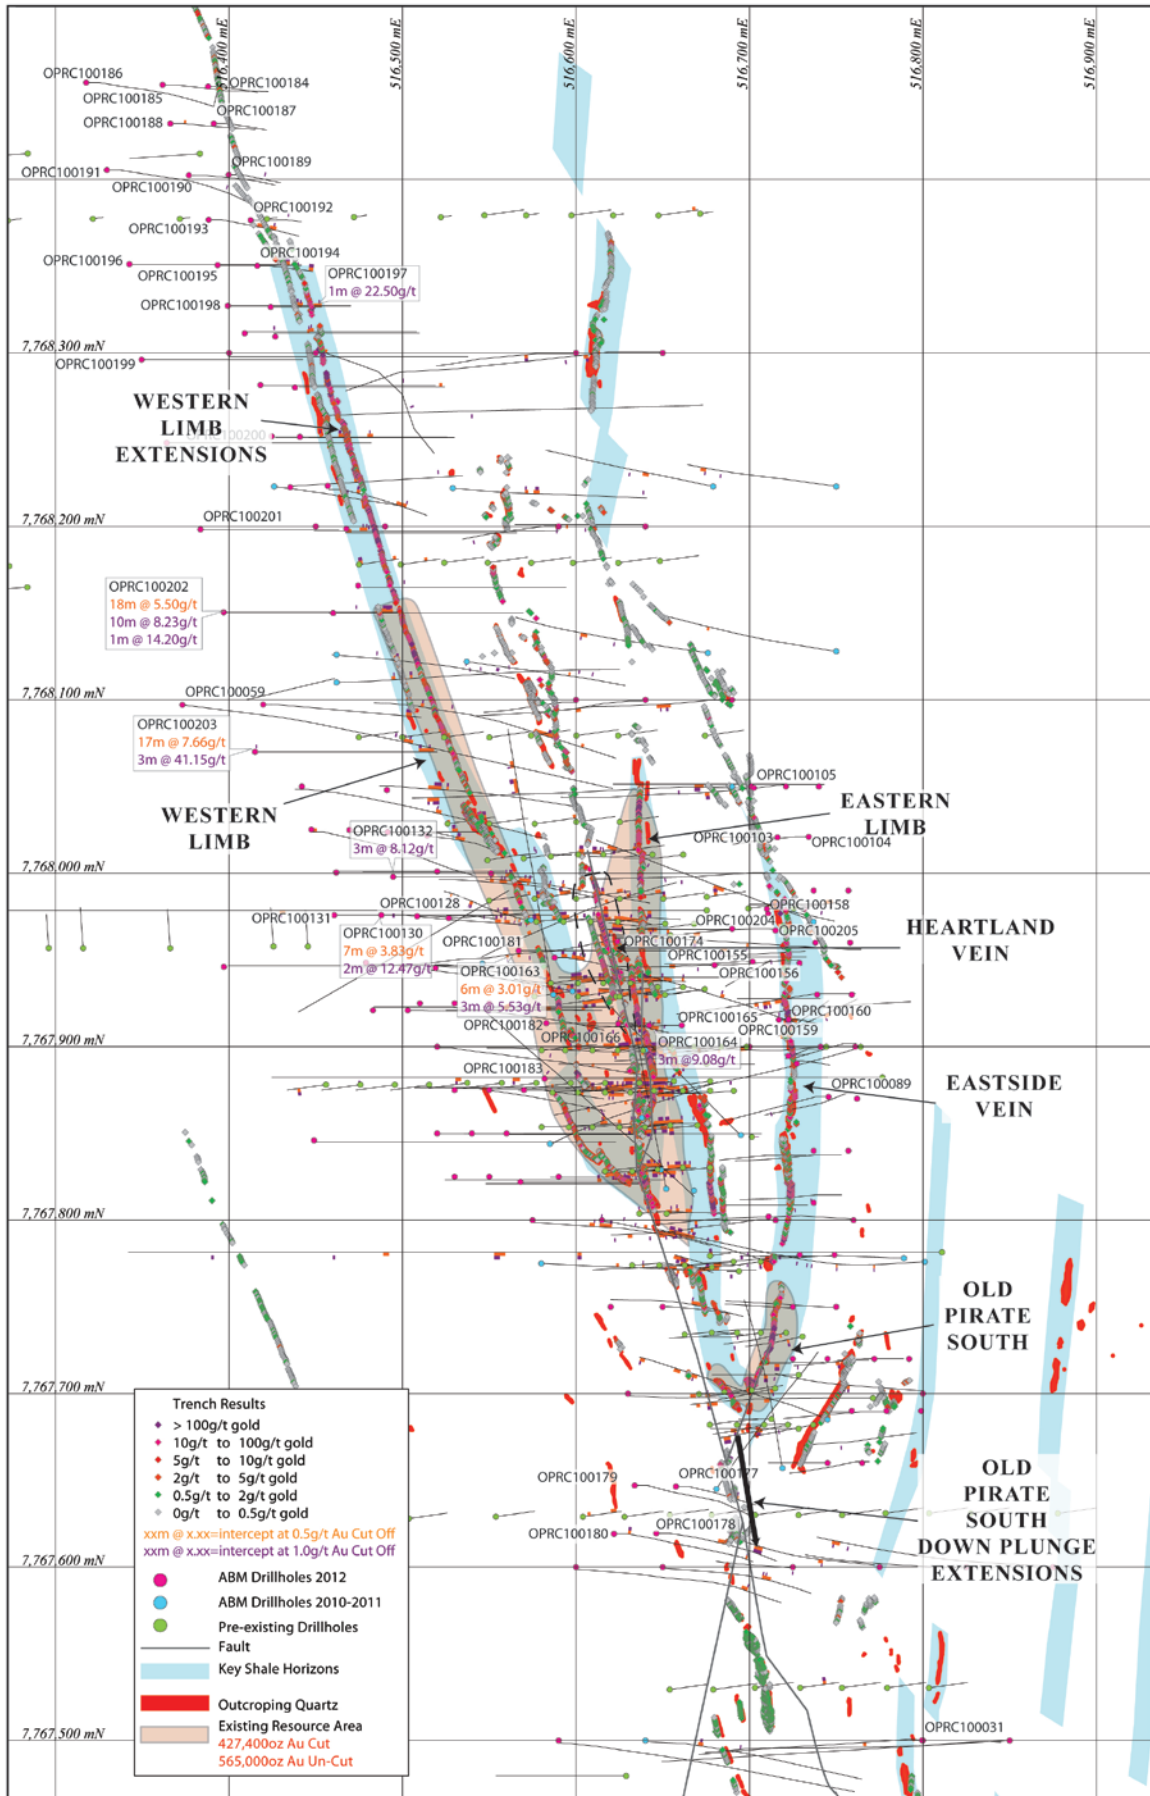 516,400 mE
516,500 mE
516,600 mE
516,700 mE
516,800 mE
516,900 mE
OPRC100186
OPRC100184
OPRC100185
OPRC100187
OPRC100188
OPRC100189
OPRC100191
OPRC100190
OPRC100192
OPRC100193
OPRC100194
OPRC100196
OPRC100195
OPRC100197
1m @ 22.50g/t
OPRC100198
7,768,300 mN
OPRC100199
WESTERN
LIMB
EXTENSIONS
OPRC100200
7,768,200 mN
OPRC100201
OPRC100202
18m @ 5.50g/t
10m @ 8.23g/t
1m @ 14.20g/t
7,768,100 mN
OPRC100059
OPRC100203
17m @ 7.66g/t
3m @ 41.15g/t
OPRC100105
WESTERN
LIMB
EASTERN
LIMB
OPRC100132
3m @ 8.12g/t
OPRC100103
OPRC100104
7,768,000 mN
OPRC100128
OPRC100158
OPRC100131
OPRC100204
OPRC100205
HEARTLAND
VEIN
OPRC100130
7m @ 3.83g/t
2m @ 12.47g/t
OPRC100181
OPRC100174
OPRC100155
OPRC100156
OPRC100163
6m @ 3.01g/t
3m @ 5.53g/t
OPRC100165
OPRC100160
OPRC100182
OPRC100159
OPRC100166
OPRC100164
3m @9.08g/t
7,767,900 mN
OPRC100183
OPRC100089
EASTSIDE
VEIN
7,767,800 mN
OLD
PIRATE
SOUTH
7,767,700 mN
Trench Results
> 100g/t gold
10g/t to 100g/t gold
5g/t to 10g/t gold
2g/t to 5g/t gold
0.5g/t to 2g/t gold
0g/t to 0.5g/t gold
xxm @ x.xx=intercept at 0.5g/t Au Cut Off
xxm @ x.xx=intercept at 1.0g/t Au Cut Off
ABM Drillholes 2012
ABM Drillholes 2010-2011
Pre-existing Drillholes
Fault
Key Shale Horizons
Outcroping Quartz
Existing Resource Area
427,400oz Au Cut
565,000oz Au Un-Cut
OPRC100179
OPRC100177
OPRC100178
OPRC100180
OLD
PIRATE
SOUTH
DOWN PLUNGE
EXTENSIONS
7,767,600 mN
OPRC100031
7,767,500 mN